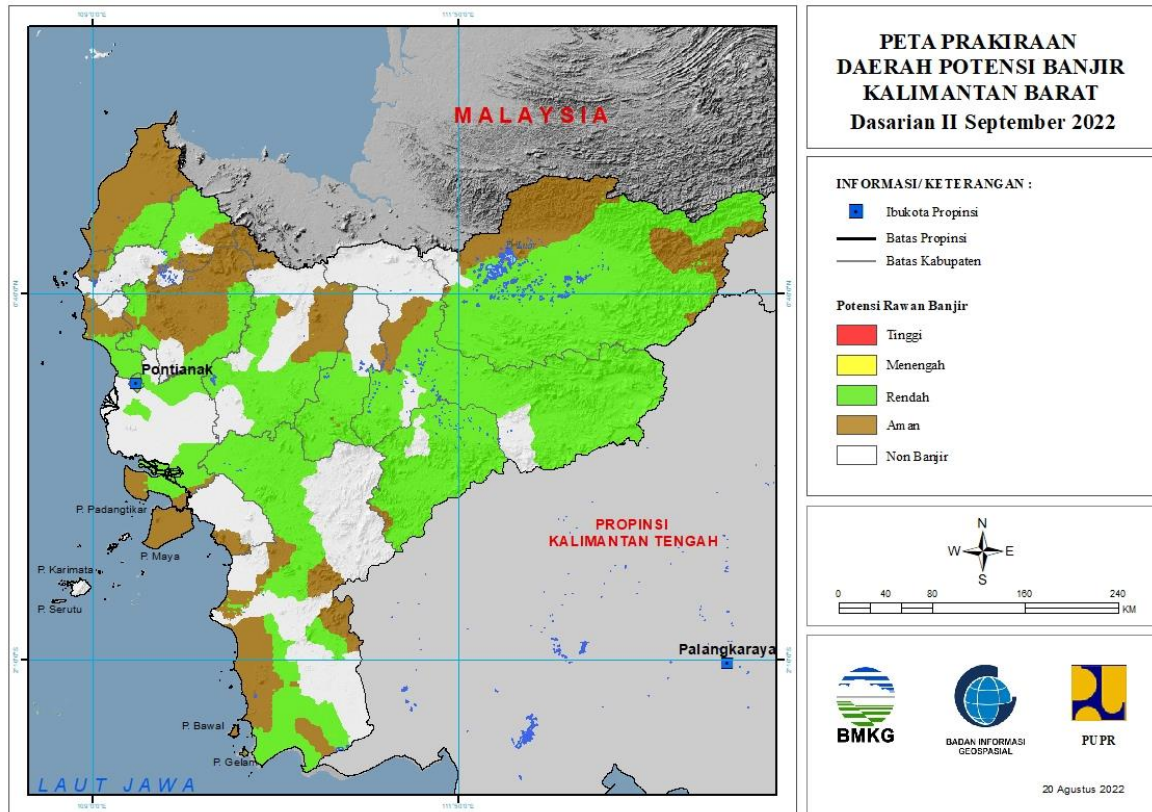 PETA PRAKIRAAN
DAERAH POTENSI BANJIR
KALIMANTAN BARAT
Dasarian II September 2022
INFORMASI/ KETERANGAN :
Ibukota Propinsi
Batas Propinsi
Batas Kabupaten
Potensi Rawan Banjir
Tinggi
Menengah
Rendah
Aman
Non Banjir
N
W E
S
0 40 80 160 240
KM
BMKG
BADAN INFORMASI
GEOSPASIAL
PUPR
20 Agustus 2022
MALAYSIA
Pontianak
P. Padangtikar
P. Maya
P. Karimata
P. Serutu
PROPINSI
KALIMANTAN TENGAH
Palangkaraya
P. Bawal
P. Gelam
LAUT JAWA